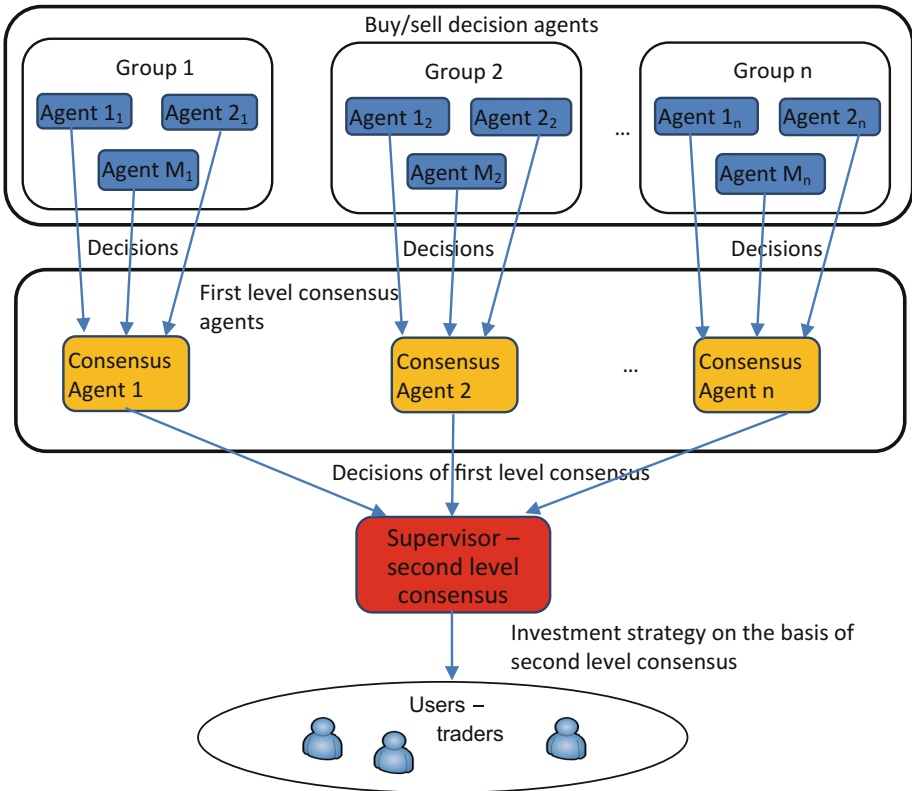 Buy/sell decision agents
Group 1
Group 2
Group n
Agent 1₁
Agent 2₁
Agent M₁
Agent 1₂
Agent 2₂
Agent M₂
...
Agent 1ₙ
Agent 2ₙ
Agent Mₙ
Decisions
Decisions
Decisions
First level consensus
agents
Consensus
Agent 1
Consensus
Agent 2
...
Consensus
Agent n
Decisions of first level consensus
Supervisor –
second level
consensus
Investment strategy on the basis of
second level consensus
Users –
traders